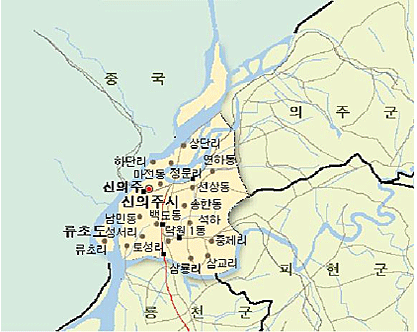 중 국
의 주 군
상단리
하단리
연하동
마전동
정문리
신의주
선상동
신의주시
송한동
남민동
백도동
석하
류초도
성서리
락원 1동
류초리
토성리
중제리
삼룡리
삼교리
피 현 군
룡 천 군